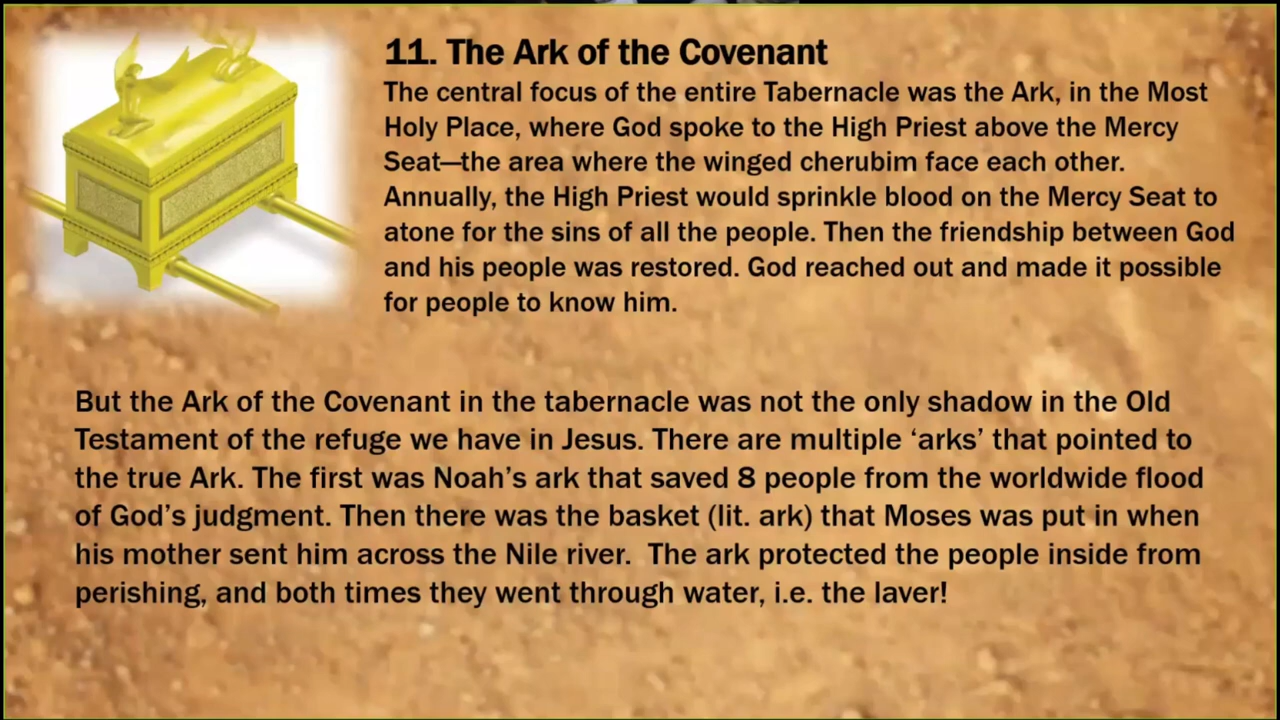 11. The Ark of the Covenant
The central focus of the entire Tabernacle was the Ark, in the Most
Holy Place, where God spoke to the High Priest above the Mercy
Seat—the area where the winged cherubim face each other.
Annually, the High Priest would sprinkle blood on the Mercy Seat to
atone for the sins of all the people. Then the friendship between God
and his people was restored. God reached out and made it possible
for people to know him.
But the Ark of the Covenant in the tabernacle was not the only shadow in the Old
Testament of the refuge we have in Jesus. There are multiple ‘arks’ that pointed to
the true Ark. The first was Noah’s ark that saved 8 people from the worldwide flood
of God’s judgment. Then there was the basket (lit. ark) that Moses was put in when
his mother sent him across the Nile river.  The ark protected the people inside from
perishing, and both times they went through water, i.e. the laver!